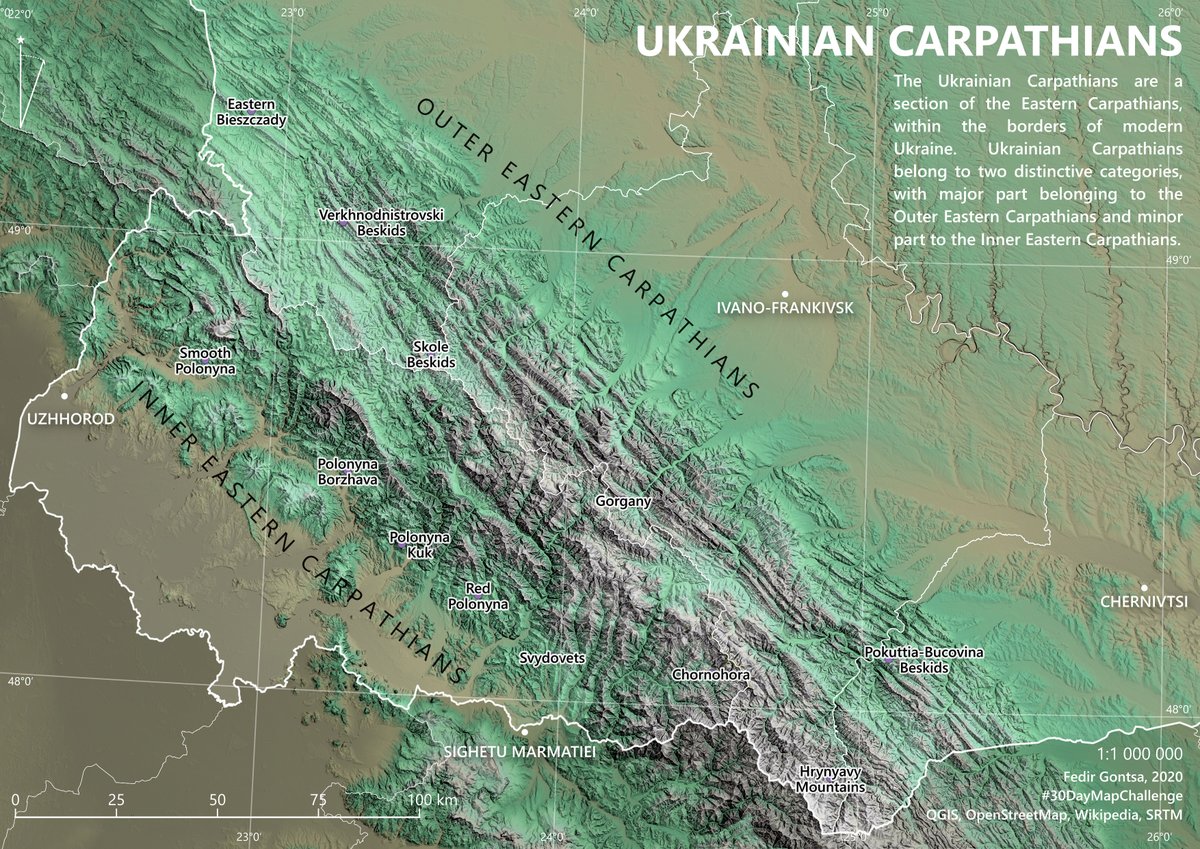 22°0'
23°0'
24°0'
25°0'
26°0'
UKRAINIAN CARPATHIANS
The Ukrainian Carpathians are a
section of the Eastern Carpathians,
within the borders of modern
Ukraine. Ukrainian Carpathians
belong to two distinctive categories,
with major part belonging to the
Outer Eastern Carpathians and minor
part to the Inner Eastern Carpathians.
Eastern
Bieszczady
OUTER EASTERN CARPATHIANS
Verkhnodnistrovski
Beskids
49°0'
49°0'
IVANO-FRANKIVSK
Skole
Beskids
Smooth
Polonyna
UZHHOROD
INNER EASTERN CARPATHIANS
Polonyna
Borzhava
Gorgany
Polonyna
Kuk
Red
Polonyna
CHERNIVTSI
Svydovets
Pokuttia-Bucovina
Beskids
Chornohora
48°0'
48°0'
SIGHETU MARMATIEI
Hrynyavy
Mountains
1:1 000 000
Fedir Gontsa, 2020
#30DayMapChallenge
QGIS, OpenStreetMap, Wikipedia, SRTM
0 25 50 75 100 km
23°0'
24°0'
25°0'
26°0'